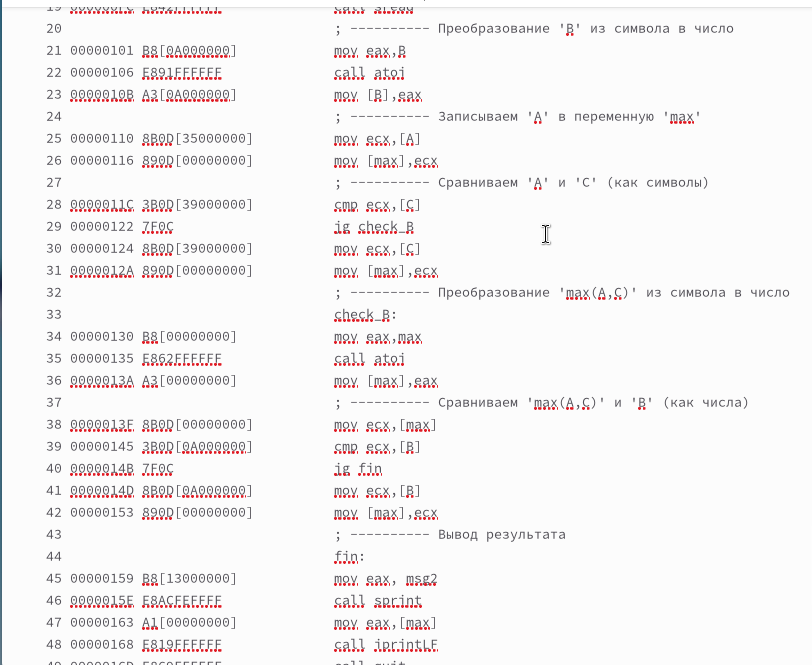 20 ; ---------- Преобразование 'B' из символа в число
21 00000101 B8[0A000000] mov eax,B
22 00000106 E891FFFFFF call atoi
23 0000010B A3[0A000000] mov [B],eax
24 ; ---------- Записываем 'A' в переменную 'max'
25 00000110 8B0D[35000000] mov ecx,[A]
26 00000116 890D[00000000] mov [max],ecx
27 ; ---------- Сравниваем 'A' и 'C' (как символы)
28 0000011C 3B0D[39000000] cmp ecx,[C]
29 00000122 7F0C jg check_B
30 00000124 8B0D[39000000] mov ecx,[C]
31 0000012A 890D[00000000] mov [max],ecx
32 ; ---------- Преобразование 'max(A,C)' из символа в число
33 check_B:
34 00000130 B8[00000000] mov eax,max
35 00000135 E862FFFFFF call atoi
36 0000013A A3[00000000] mov [max],eax
37 ; ---------- Сравниваем 'max(A,C)' и 'B' (как числа)
38 0000013F 8B0D[00000000] mov ecx,[max]
39 00000145 3B0D[0A000000] cmp ecx,[B]
40 0000014B 7F0C jg fin
41 0000014D 8B0D[0A000000] mov ecx,[B]
42 00000153 890D[00000000] mov [max],ecx
43 ; ---------- Вывод результата
44 fin:
45 00000159 B8[13000000] mov eax, msg2
46 0000015E E8ACFEFFFF call sprint
47 00000163 A1[00000000] mov eax,[max]
48 00000168 E819FFFFFF call iprintLF